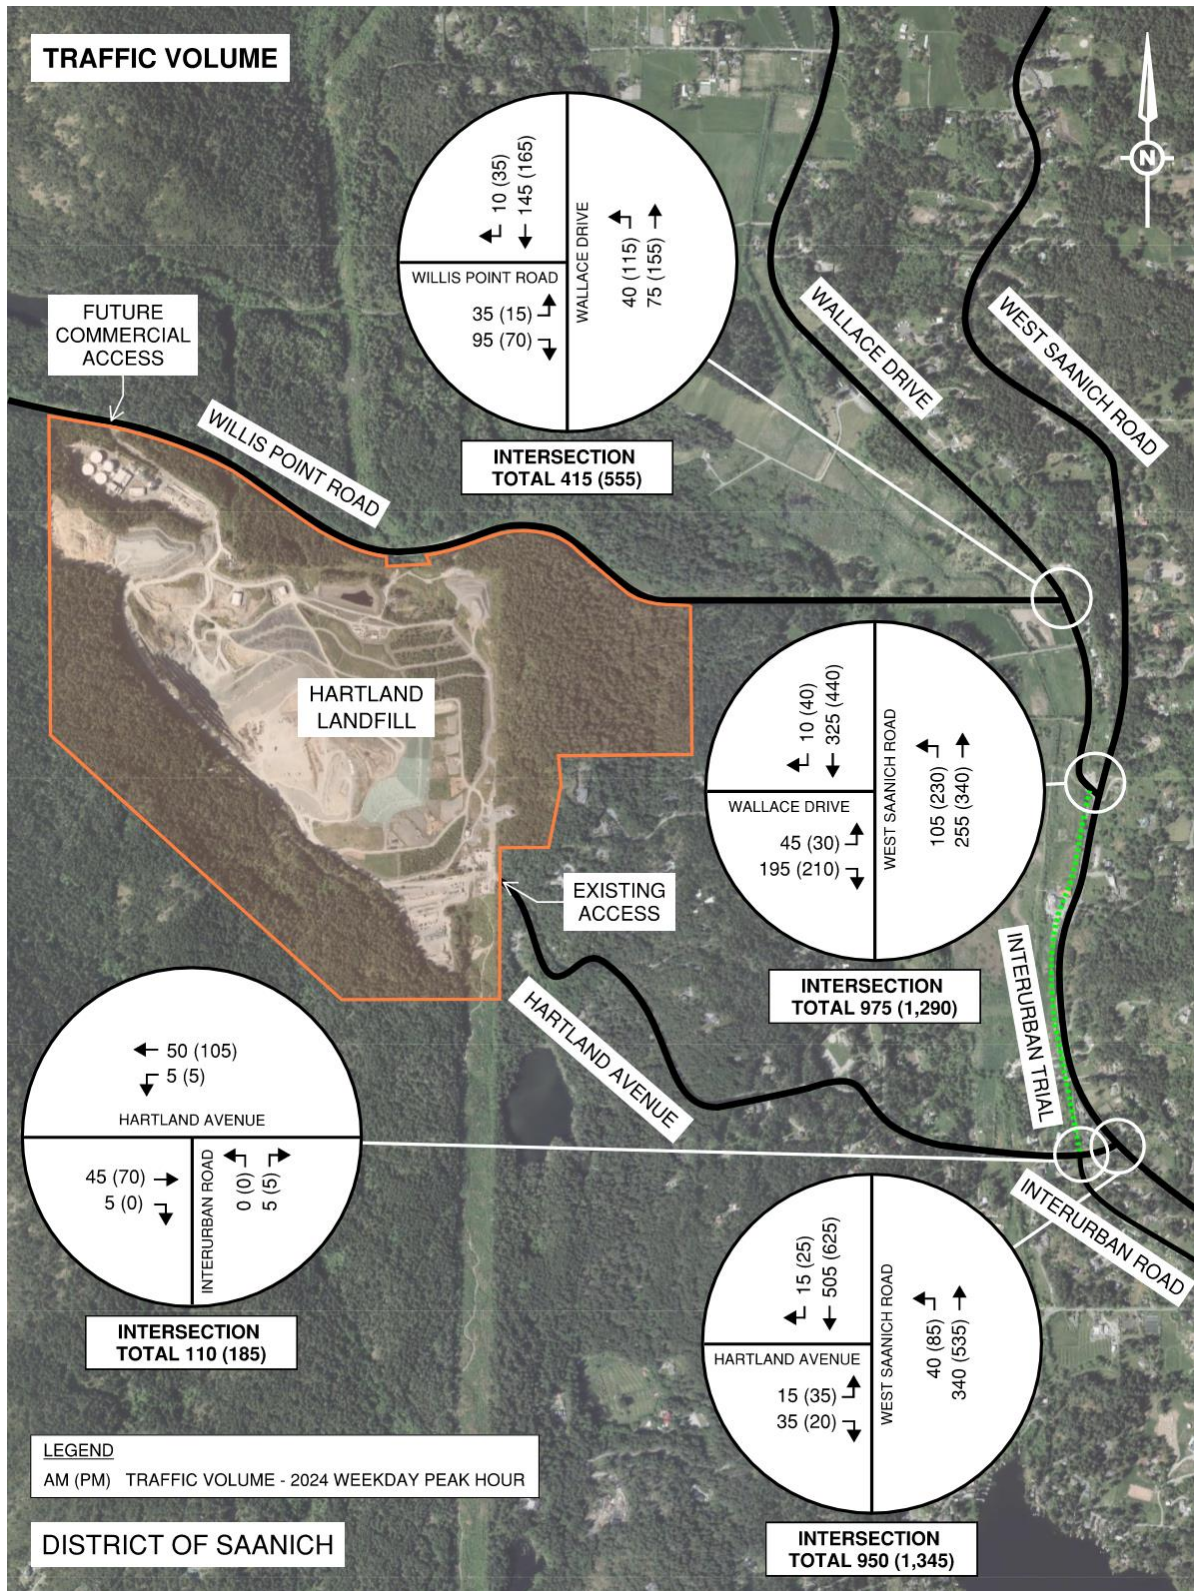 TRAFFIC VOLUME
N
10 (35)
145 (165)
WILLIS POINT ROAD
35 (15)
95 (70)
WALLACE DRIVE
40 (115)
75 (155)
INTERSECTION
TOTAL 415 (555)
FUTURE
COMMERCIAL
ACCESS
WILLIS POINT ROAD
WALLACE DRIVE
WEST SAANICH ROAD
HARTLAND
LANDFILL
10 (40)
325 (440)
WALLACE DRIVE
45 (30)
195 (210)
WEST SAANICH ROAD
105 (230)
255 (340)
INTERSECTION
TOTAL 975 (1,290)
EXISTING
ACCESS
HARTLAND AVENUE
INTERURBAN TRIAL
INTERURBAN ROAD
50 (105)
5 (5)
HARTLAND AVENUE
45 (70)
5 (0)
INTERURBAN ROAD
0 (0)
5 (5)
INTERSECTION
TOTAL 110 (185)
15 (25)
505 (625)
HARTLAND AVENUE
15 (35)
35 (20)
WEST SAANICH ROAD
40 (85)
340 (535)
INTERSECTION
TOTAL 950 (1,345)
LEGEND
AM (PM) TRAFFIC VOLUME - 2024 WEEKDAY PEAK HOUR
DISTRICT OF SAANICH